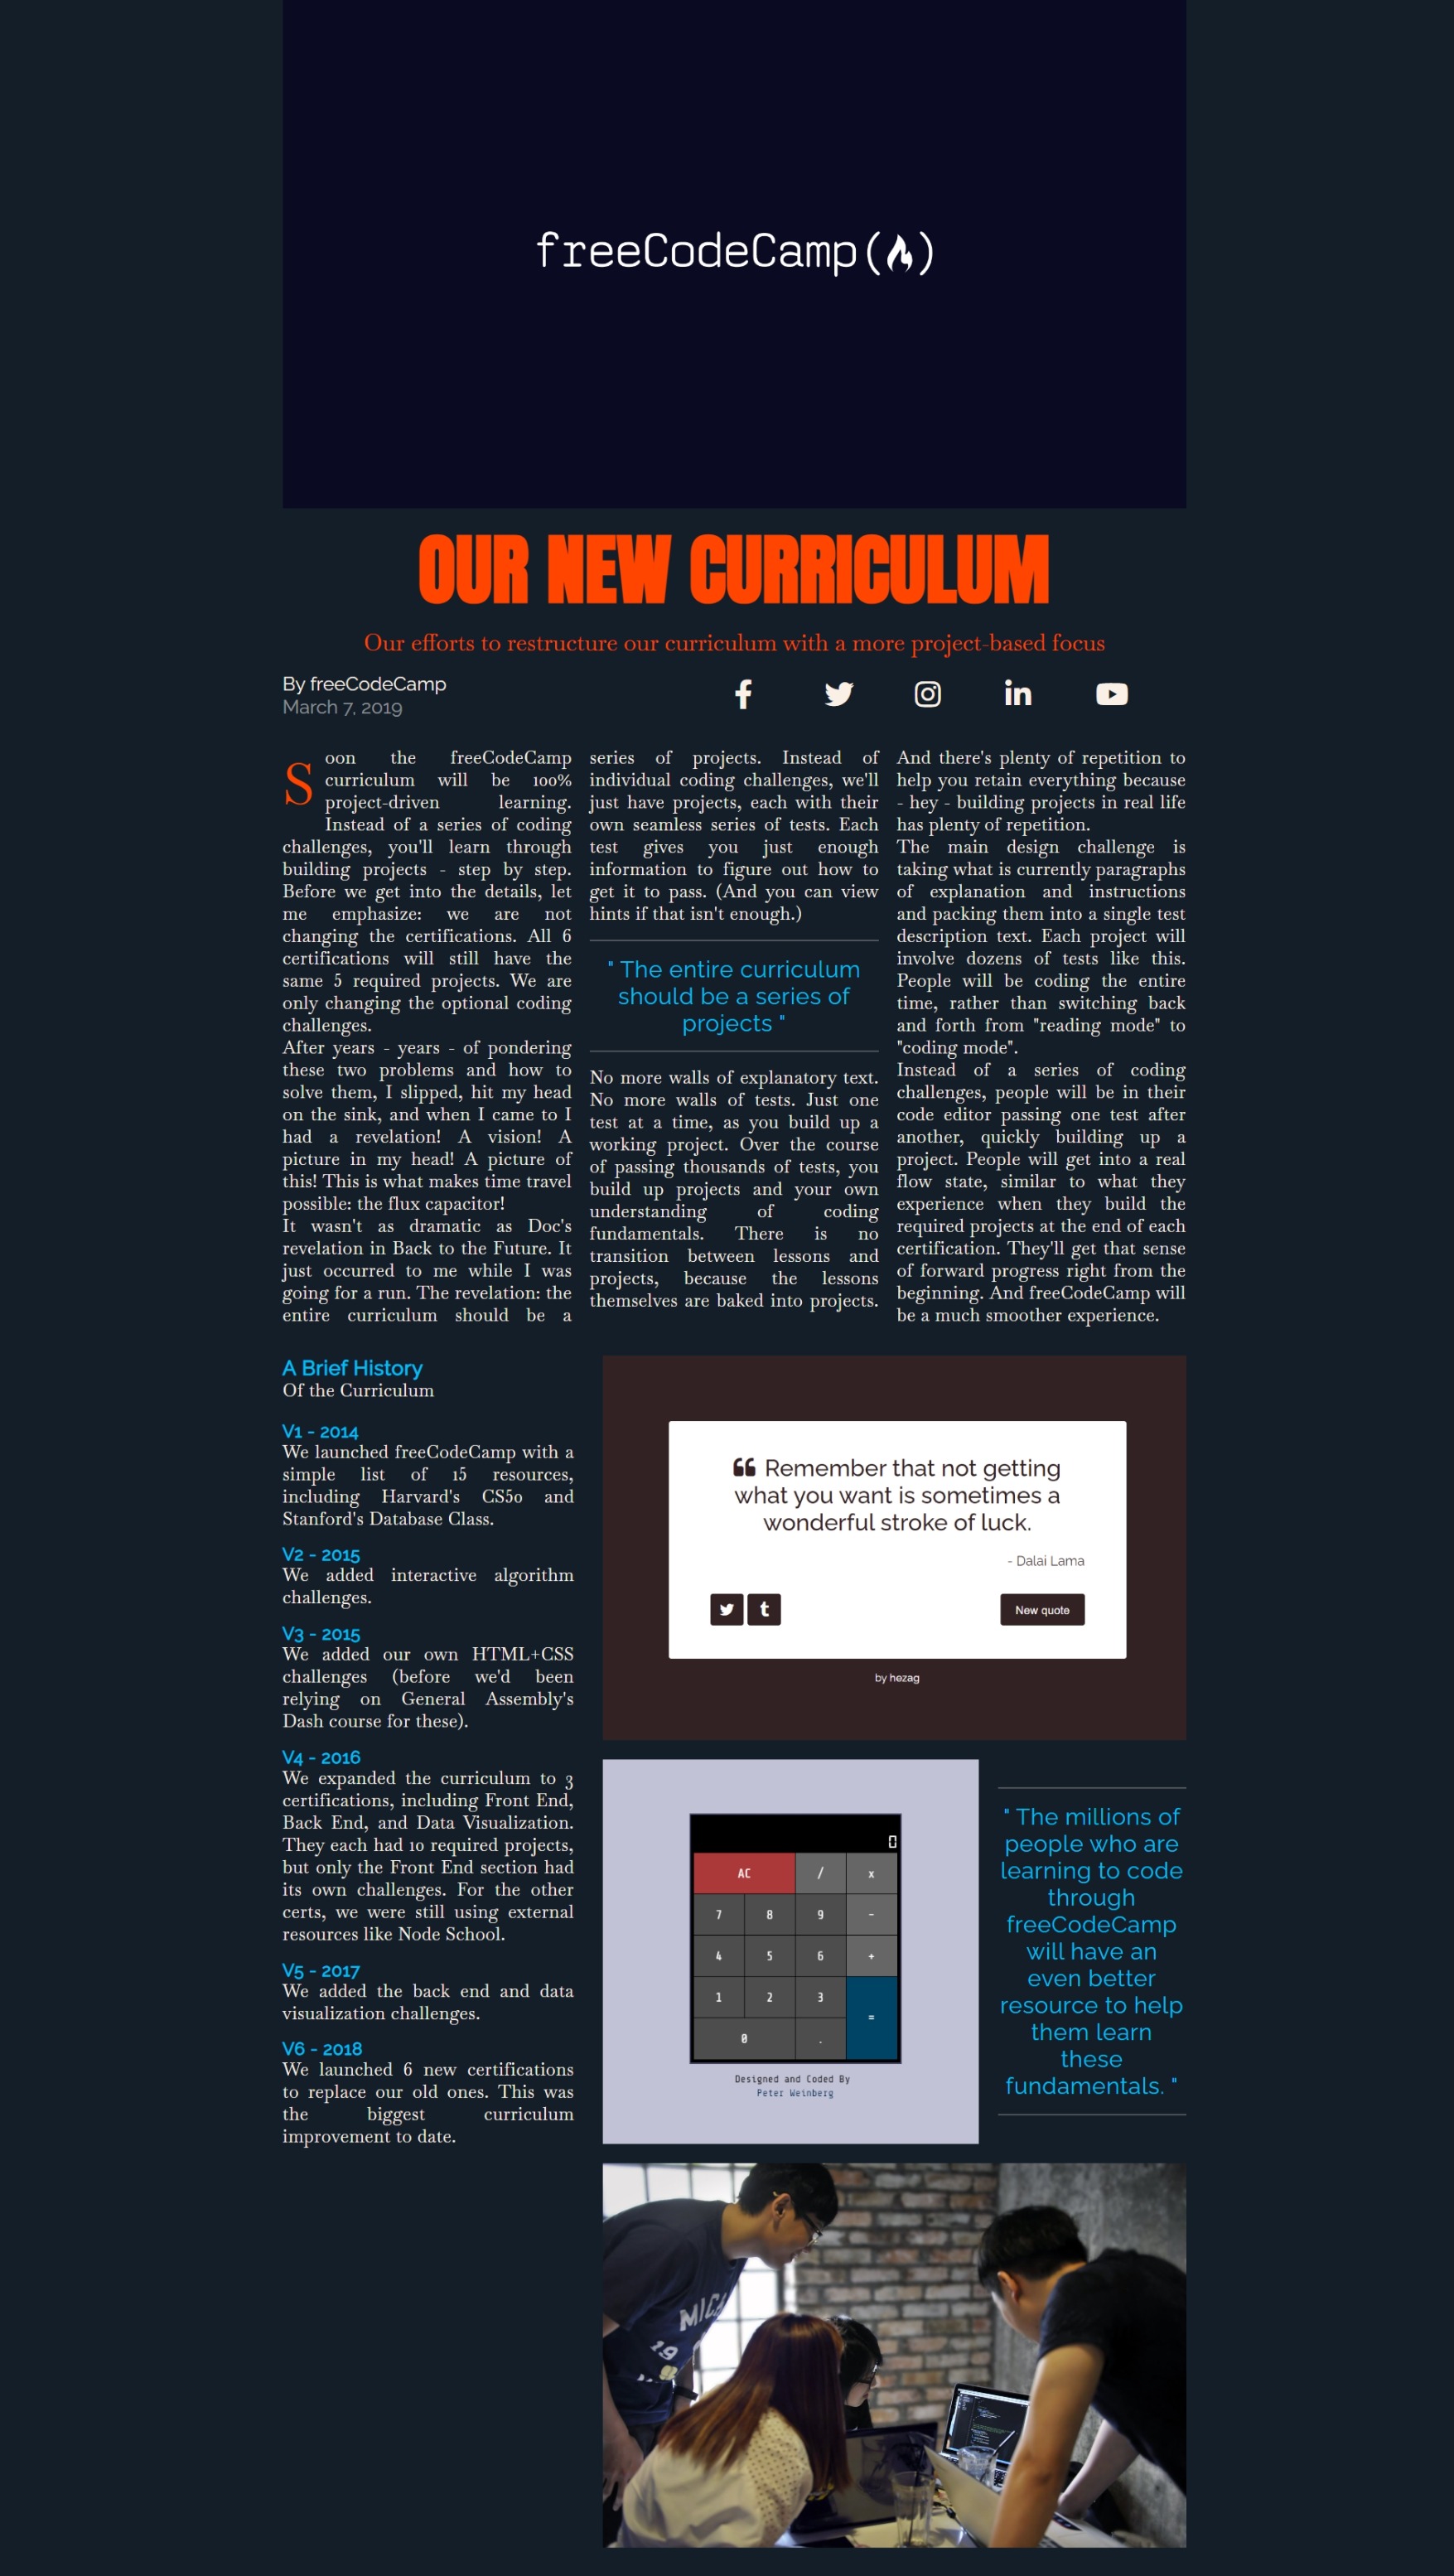 freeCodeCamp()
OUR NEW CURRICULUM
Our efforts to restructure our curriculum with a more project-based focus
By freeCodeCamp
March 7, 2019
Soon the freeCodeCamp
curriculum will be 100%
project-driven learning.
Instead of a series of coding
challenges, you'll learn through
building projects - step by step.
Before we get into the details, let
me emphasize: we are not
changing the certifications. All 6
certifications will still have the
same 5 required projects. We are
only changing the optional coding
challenges.
After years - years - of pondering
these two problems and how to
solve them, I slipped, hit my head
on the sink, and when I came to I
had a revelation! A vision! A
picture in my head! A picture of
this! This is what makes time travel
possible: the flux capacitor!
It wasn't as dramatic as Doc's
revelation in Back to the Future. It
just occurred to me while I was
going for a run. The revelation: the
entire curriculum should be a
series of projects. Instead of
individual coding challenges, we'll
just have projects, each with their
own seamless series of tests. Each
test gives you just enough
information to figure out how to
get it to pass. (And you can view
hints if that isn't enough.)
" The entire curriculum
should be a series of
projects "
No more walls of explanatory text.
No more walls of tests. Just one
test at a time, as you build up a
working project. Over the course
of passing thousands of tests, you
build up projects and your own
understanding of coding
fundamentals. There is no
transition between lessons and
projects, because the lessons
themselves are baked into projects.
And there's plenty of repetition to
help you retain everything because
- hey - building projects in real life
has plenty of repetition.
The main design challenge is
taking what is currently paragraphs
of explanation and instructions
and packing them into a single test
description text. Each project will
involve dozens of tests like this.
People will be coding the entire
time, rather than switching back
and forth from "reading mode" to
"coding mode".
Instead of a series of coding
challenges, people will be in their
code editor passing one test after
another, quickly building up a
project. People will get into a real
flow state, similar to what they
experience when they build the
required projects at the end of each
certification. They'll get that sense
of forward progress right from the
beginning. And freeCodeCamp will
be a much smoother experience.
A Brief History
Of the Curriculum
V1 - 2014
We launched freeCodeCamp with a
simple list of 15 resources,
including Harvard's CS50 and
Stanford's Database Class.
V2 - 2015
We added interactive algorithm
challenges.
V3 - 2015
We added our own HTML+CSS
challenges (before we'd been
relying on General Assembly's
Dash course for these).
V4 - 2016
We expanded the curriculum to 3
certifications, including Front End,
Back End, and Data Visualization.
They each had 10 required projects,
but only the Front End section had
its own challenges. For the other
certs, we were still using external
resources like Node School.
V5 - 2017
We added the back end and data
visualization challenges.
V6 - 2018
We launched 6 new certifications
to replace our old ones. This was
the biggest curriculum
improvement to date.
Remember that not getting
what you want is sometimes a
wonderful stroke of luck.
- Dalai Lama
New quote
by hezag
0
AC / x
7 8 9 -
4 5 6 +
1 2 3 =
0 .
Designed and Coded By
Peter Weinberg
" The millions of
people who are
learning to code
through
freeCodeCamp
will have an
even better
resource to help
them learn
these
fundamentals. "
MICH
19